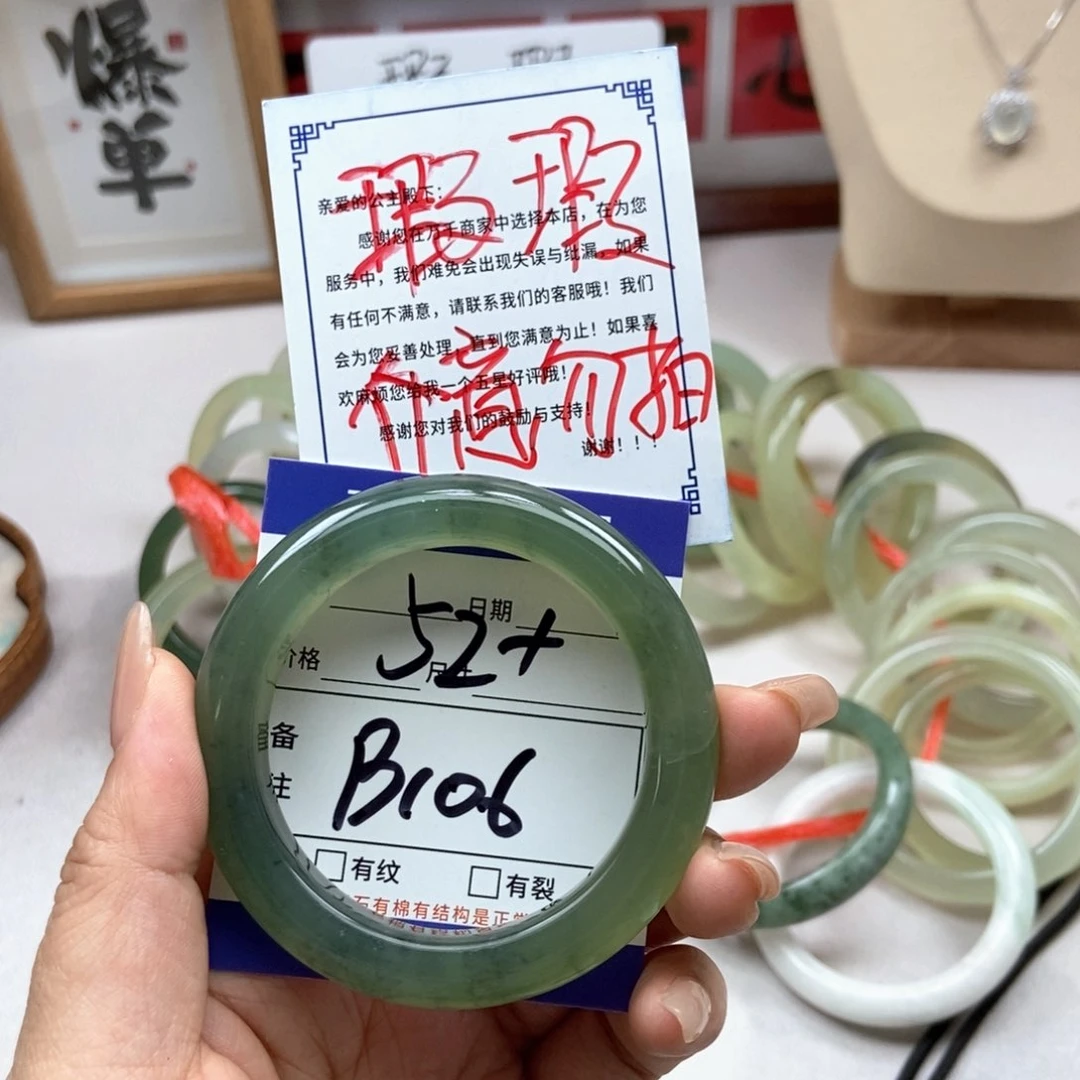 爆
单
瑕 瑕
亲爱的公主殿下:
感谢您在万千商家中选择本店,在为您
服务中,我们难免会出现失误与纰漏。如果
有任何不满意,请联系我们的客服哦!我们
会为您妥善处理,直到您满意为止!如果喜
欢麻烦您给我一个五星好评哦!
感谢您对我们的鼓励与支持!
谢谢!!!
介意勿拍
日期
52+
价格
尺寸
备注
B106
有纹
有裂
石有棉有结构是正常
心